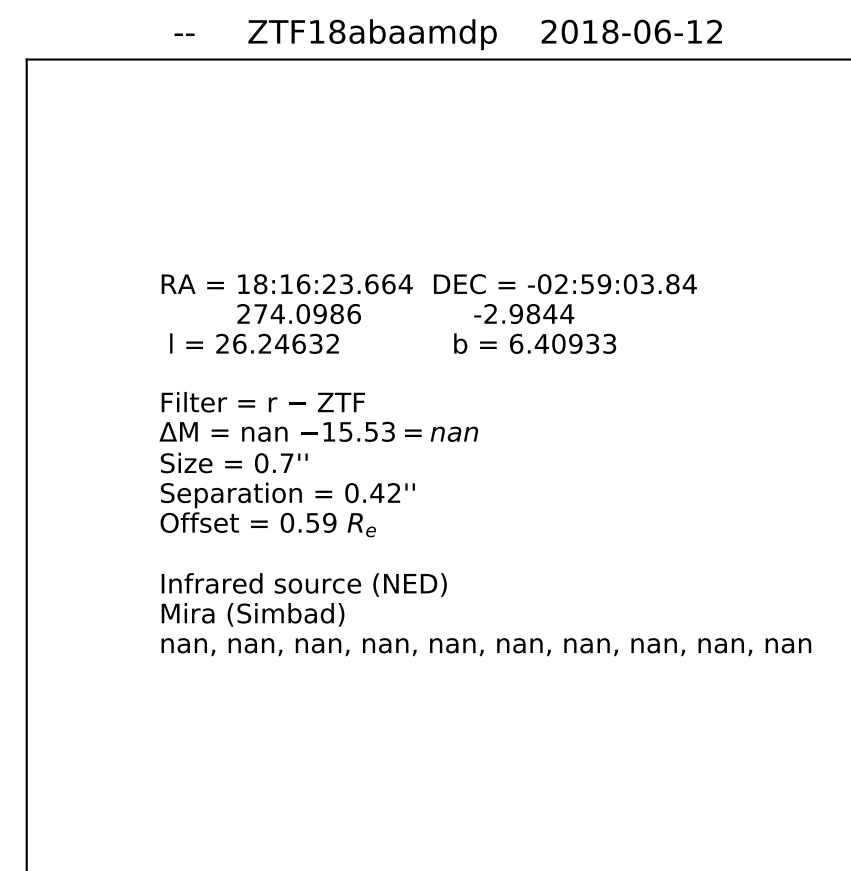 -- ZTF18abaamdp 2018-06-12
RA = 18:16:23.664 DEC = -02:59:03.84
274.0986 -2.9844
l = 26.24632 b = 6.40933
Filter = r − ZTF
ΔM = nan −15.53 = nan
Size = 0.7''
Separation = 0.42''
Offset = 0.59 Rₑ
Infrared source (NED)
Mira (Simbad)
nan, nan, nan, nan, nan, nan, nan, nan, nan, nan